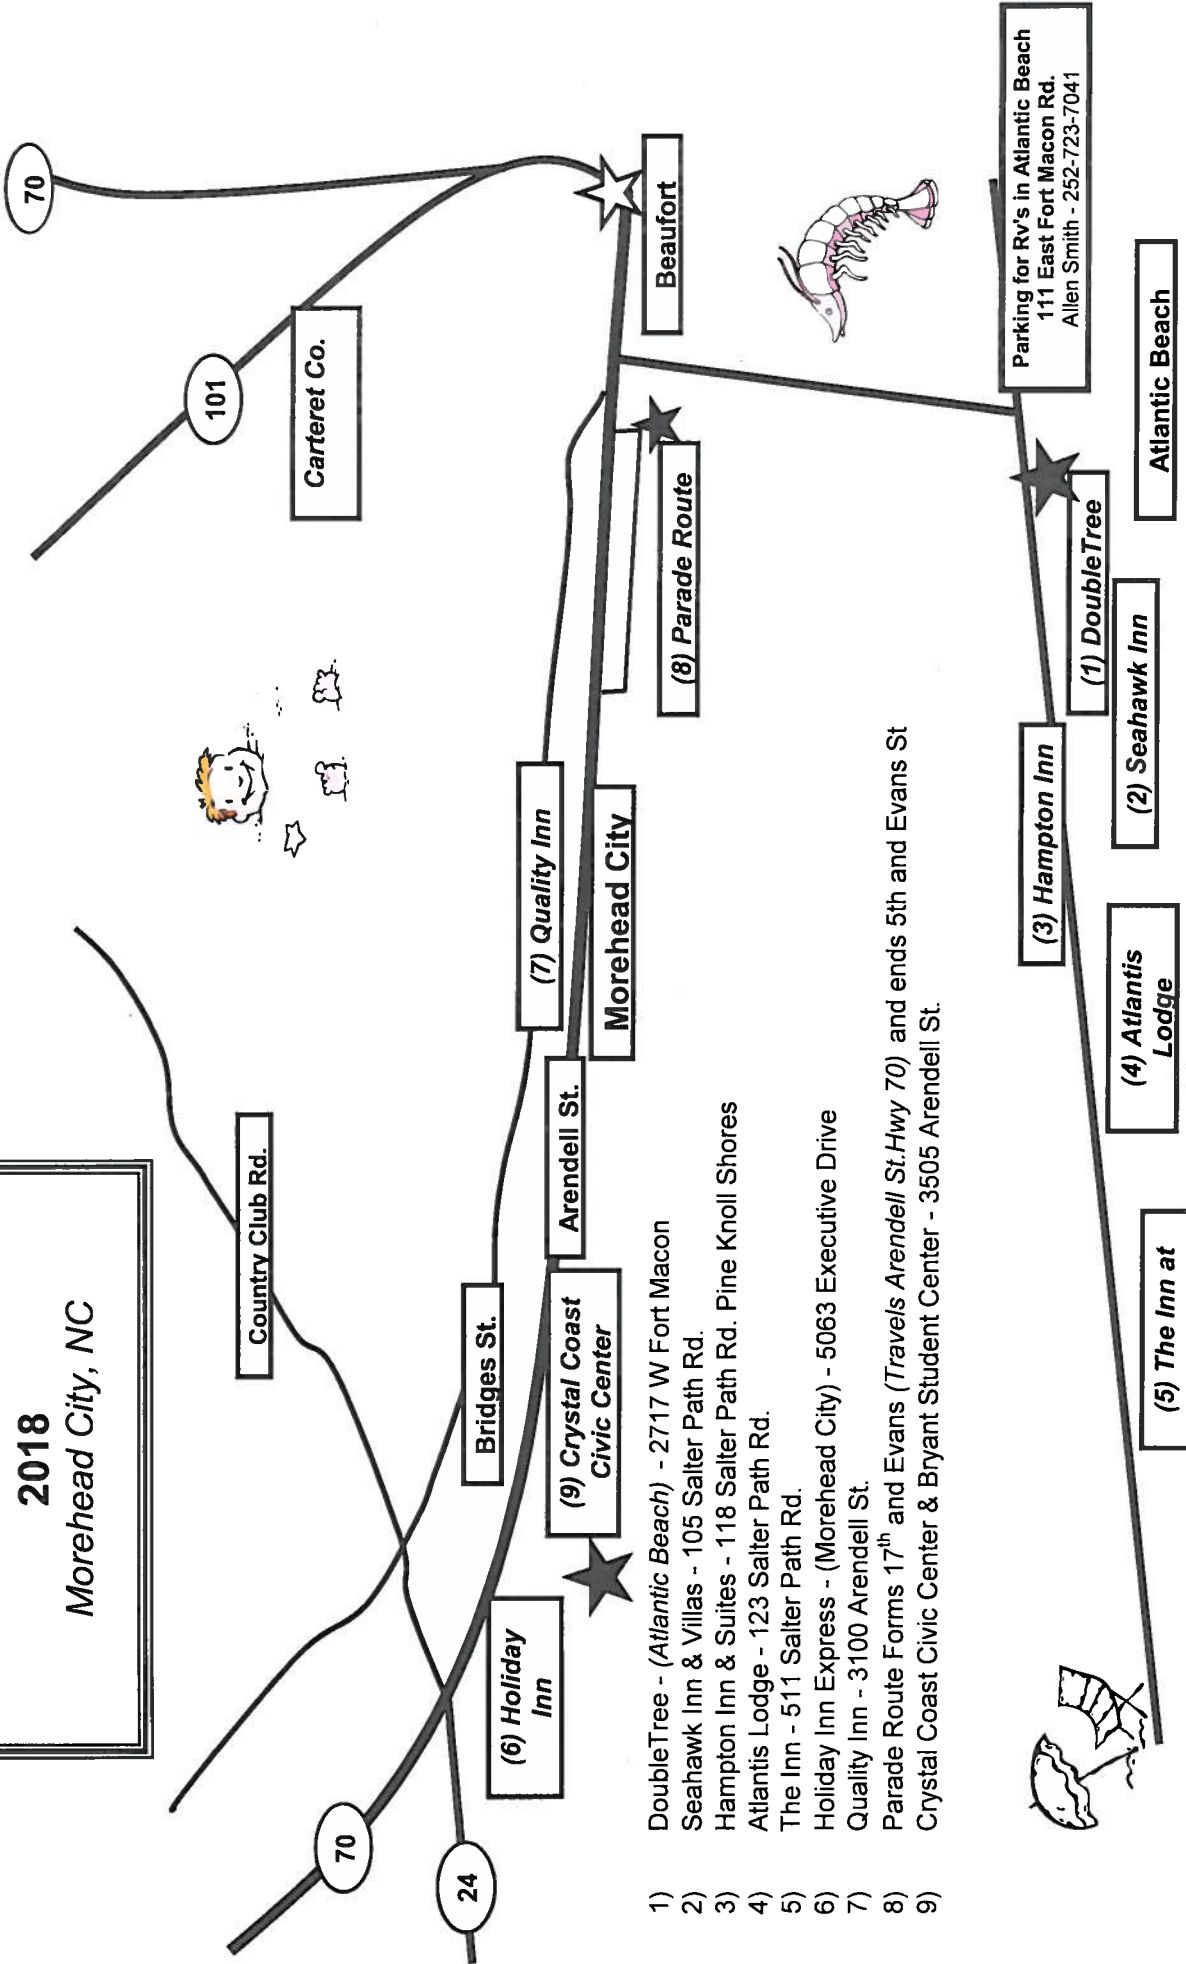 2018
Morehead City, NC
70
101
Carteret Co.
Country Club Rd.
Beaufort
(7) Quality Inn
Bridges St.
Arendell St.
Morehead City
(8) Parade Route
(9) Crystal Coast
Civic Center
(6) Holiday
Inn
70
24
1) DoubleTree - (Atlantic Beach) - 2717 W Fort Macon
2) Seahawk Inn & Villas - 105 Salter Path Rd.
3) Hampton Inn & Suites - 118 Salter Path Rd. Pine Knoll Shores
4) Atlantis Lodge - 123 Salter Path Rd.
5) The Inn - 511 Salter Path Rd.
6) Holiday Inn Express - (Morehead City) - 5063 Executive Drive
7) Quality Inn - 3100 Arendell St.
8) Parade Route Forms 17th and Evans (Travels Arendell St.Hwy 70) and ends 5th and Evans St
9) Crystal Coast Civic Center & Bryant Student Center - 3505 Arendell St.
Parking for Rv's in Atlantic Beach
111 East Fort Macon Rd.
Allen Smith - 252-723-7041
(3) Hampton Inn
(1) DoubleTree
(2) Seahawk Inn
Atlantic Beach
(4) Atlantis
Lodge
(5) The Inn at